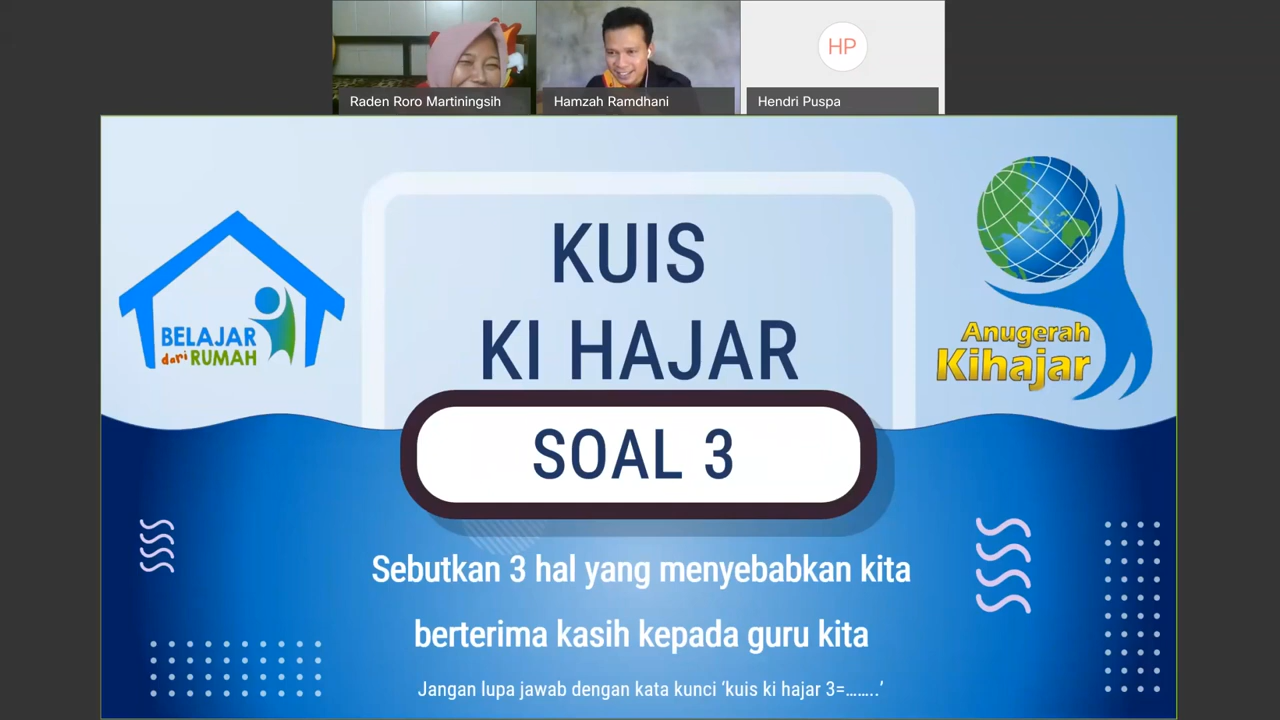 Raden Roro Martiningsih
Hamzah Ramdhani
HP
Hendri Puspa
KUIS
KI HAJAR
BELAJAR
dari RUMAH
Anugerah
Kihajar
SOAL 3
Sebutkan 3 hal yang menyebabkan kita
berterima kasih kepada guru kita
Jangan lupa jawab dengan kata kunci ‘kuis ki hajar 3=........’